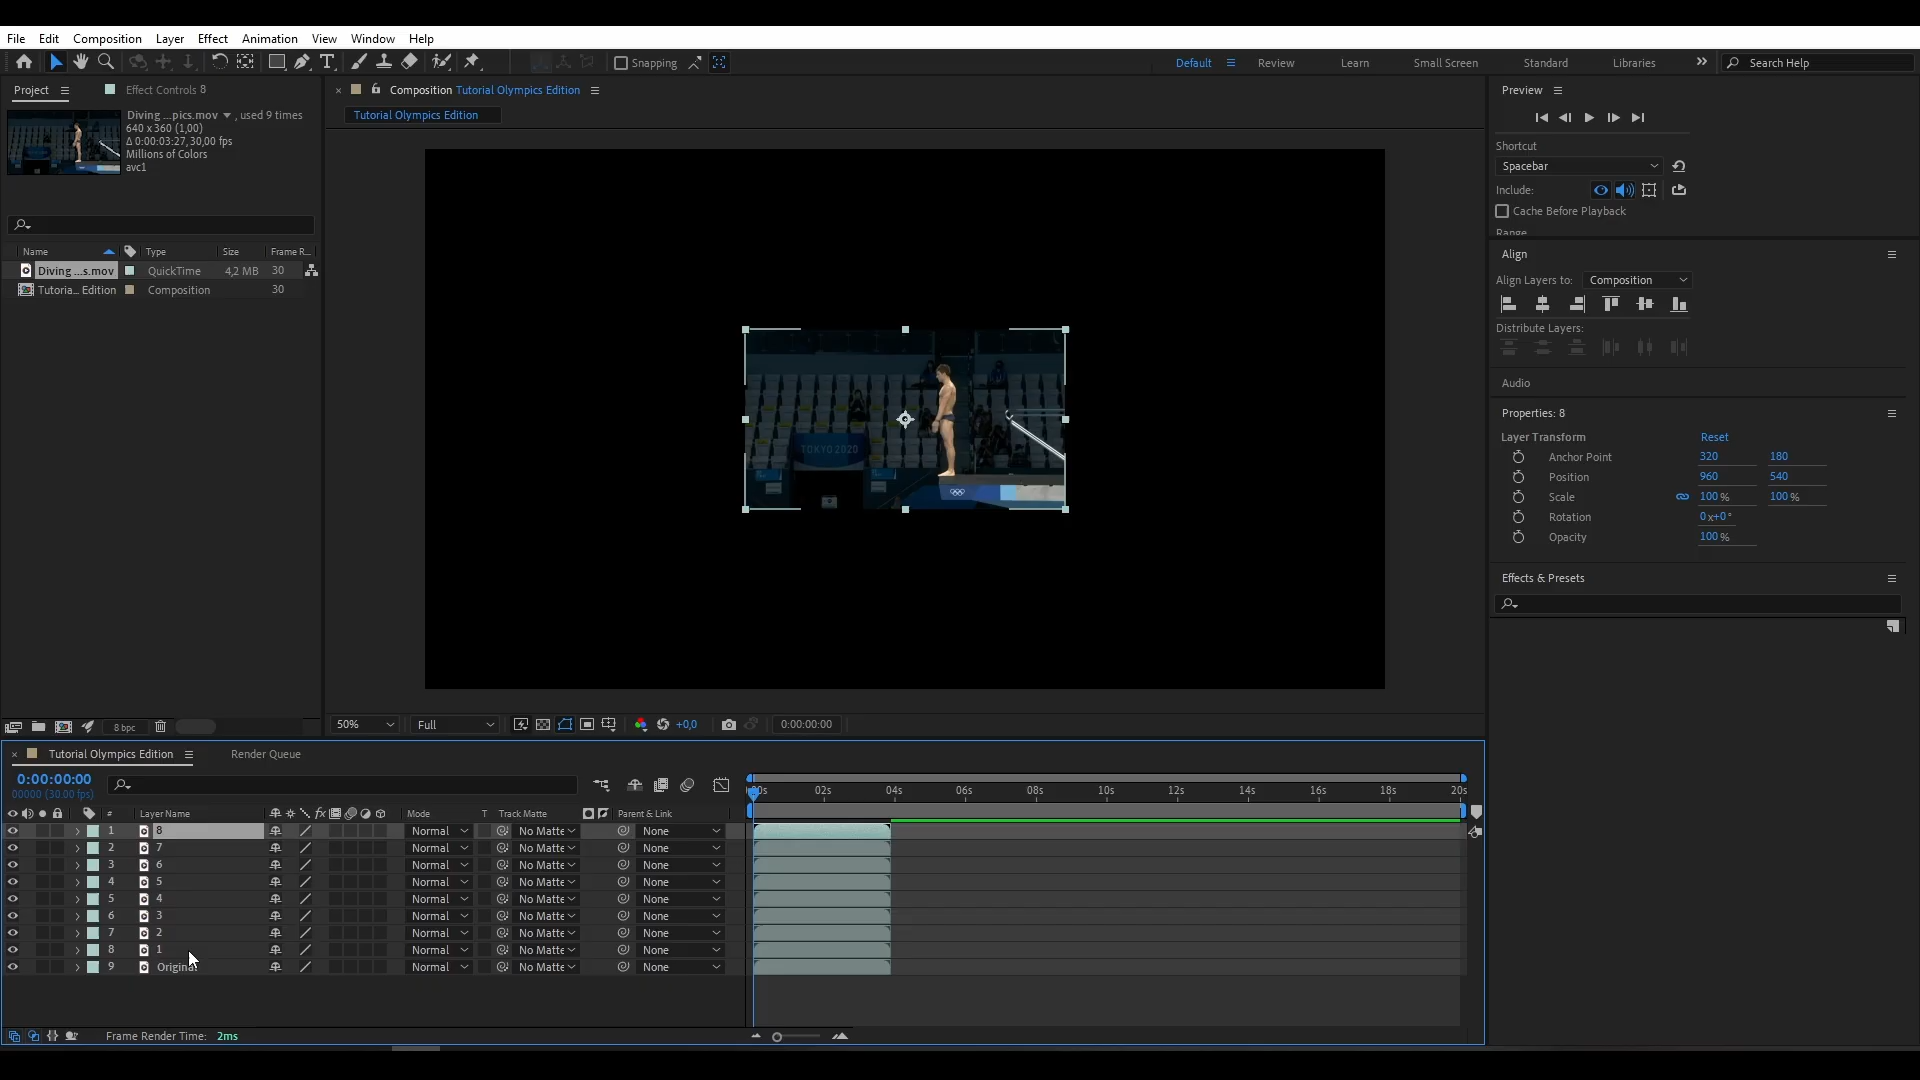 File Edit Composition Layer Effect Animation View Window Help
Snapping
Default Review Learn Small Screen Standard Libraries Search Help
Project Effect Controls 8
Diving ...pics.mov , used 9 times
640 x 360 (1,00)
Δ 0:00:03:27, 30,00 fps
Millions of Colors
avc1
Name Type Size Frame R...
Diving ...s.mov QuickTime 4,2 MB 30
Tutoria... Edition Composition 30
8 bpc
Composition Tutorial Olympics Edition
Tutorial Olympics Edition
TOKYO 2020
50% Full +0,0 0:00:00:00
Preview
Shortcut
Spacebar
Include:
Cache Before Playback
Range
Align
Align Layers to: Composition
Distribute Layers:
Audio
Properties: 8
Layer Transform Reset
Anchor Point 320 180
Position 960 540
Scale 100 % 100 %
Rotation 0x+0°
Opacity 100 %
Effects & Presets
Tutorial Olympics Edition Render Queue
0:00:00:00
00000 (30.00 fps)
00s 02s 04s 06s 08s 10s 12s 14s 16s 18s 20s
# Layer Name fx Mode T Track Matte Parent & Link
1 8 Normal No Matte None
2 7 Normal No Matte None
3 6 Normal No Matte None
4 5 Normal No Matte None
5 4 Normal No Matte None
6 3 Normal No Matte None
7 2 Normal No Matte None
8 1 Normal No Matte None
9 Original Normal No Matte None
Frame Render Time: 2ms